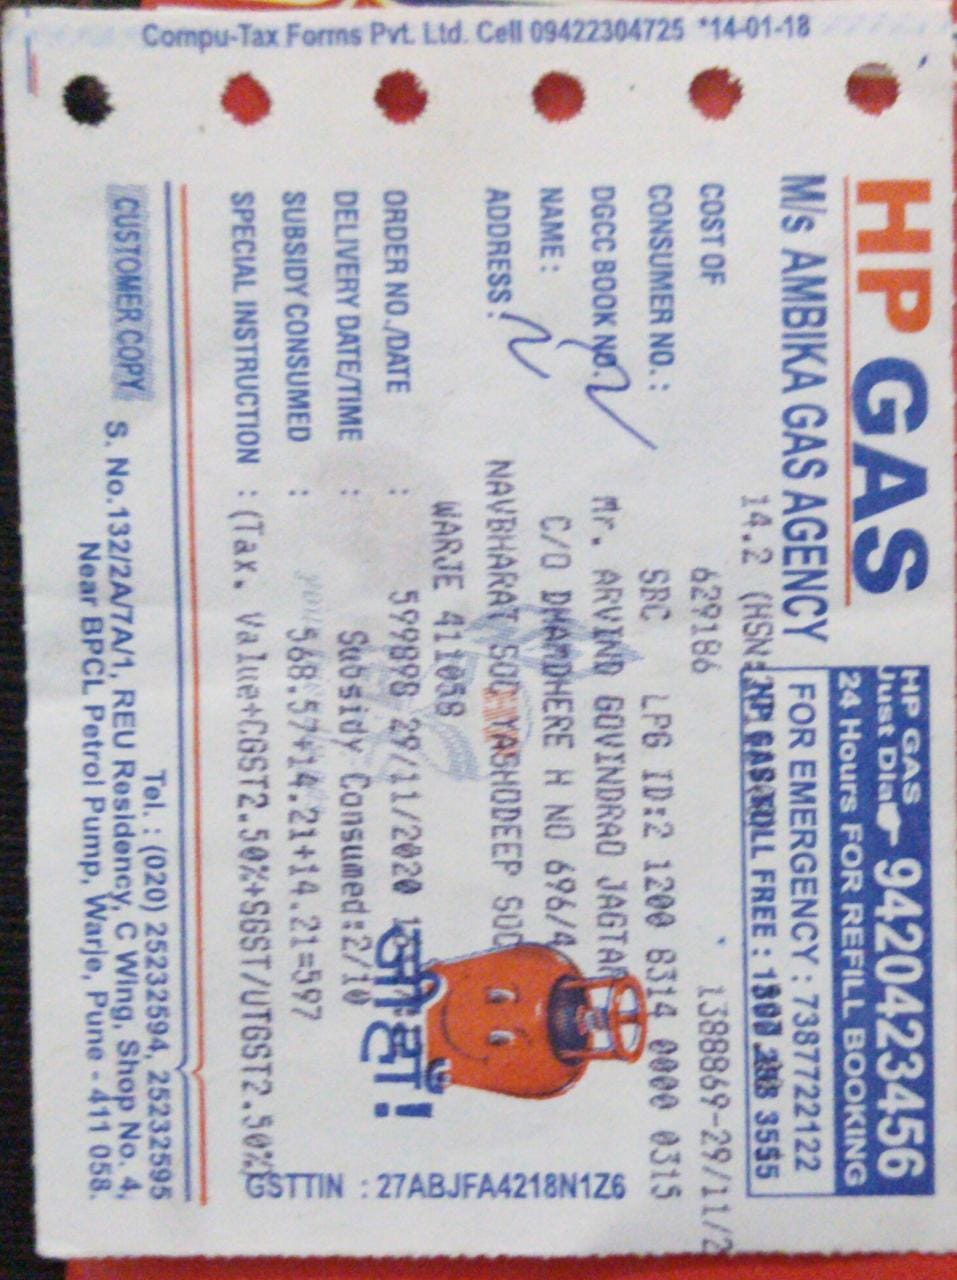 Compu-Tax Forms Pvt. Ltd. Cell 09422304725 *14-01-18
HP GAS
HP GAS
Just Dial 9420423456
24 Hours FOR REFILL BOOKING
M/s AMBIKA GAS AGENCY
FOR EMERGENCY : 7387722122
HP GAS TOLL FREE : 3555
14.2 (HSN:
COST OF
138869-29/11/2
629186
CONSUMER NO. :
SBC LPG ID:2 1200 8314 0000 0315
DGCC BOOK NO.
Mr. ARVIND GOVINDRAO JAGTAP
NAME :
C/O DHAMDHERE H NO 696/4
ADDRESS :
NAVBHARAT SOC YASHODEEP SOC
WARJE 411058
ORDER NO./DATE : 599898 29/11/2020
DELIVERY DATE/TIME : Subsidy Consumed:2/10
SUBSIDY CONSUMED : 568.57+14.21+14.21=597
SPECIAL INSTRUCTION : (Tax. Value+CGST2.50%+SGST/UTGST2.50%)
GSTTIN : 27ABJFA4218N1Z6
CUSTOMER COPY
Tel. : (020) 25232594, 25232595
S. No.132/2A/7A/1, REU Residency, C Wing, Shop No. 4,
Near BPCL Petrol Pump, Warje, Pune - 411 058.